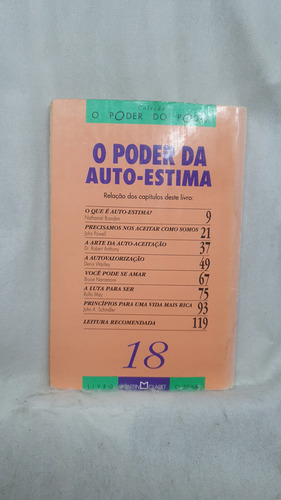 COLEÇÃO
O PODER DO PODER
O PODER DA
AUTO-ESTIMA
Relação dos capítulos deste livro:
O QUE É AUTO-ESTIMA? 9
Nathaniel Branden
PRECISAMOS NOS ACEITAR COMO SOMOS 21
John Powell
A ARTE DA AUTO-ACEITAÇÃO 37
Dr. Robert Anthony
A AUTOVALORIZAÇÃO 49
Denis Waitley
VOCÊ PODE SE AMAR 67
Bruce Narramore
A LUTA PARA SER 75
Rollo May
PRINCÍPIOS PARA UMA VIDA MAIS RICA 93
John A. Schindler
LEITURA RECOMENDADA 119
18
LIVRO
MARTIN CLARET